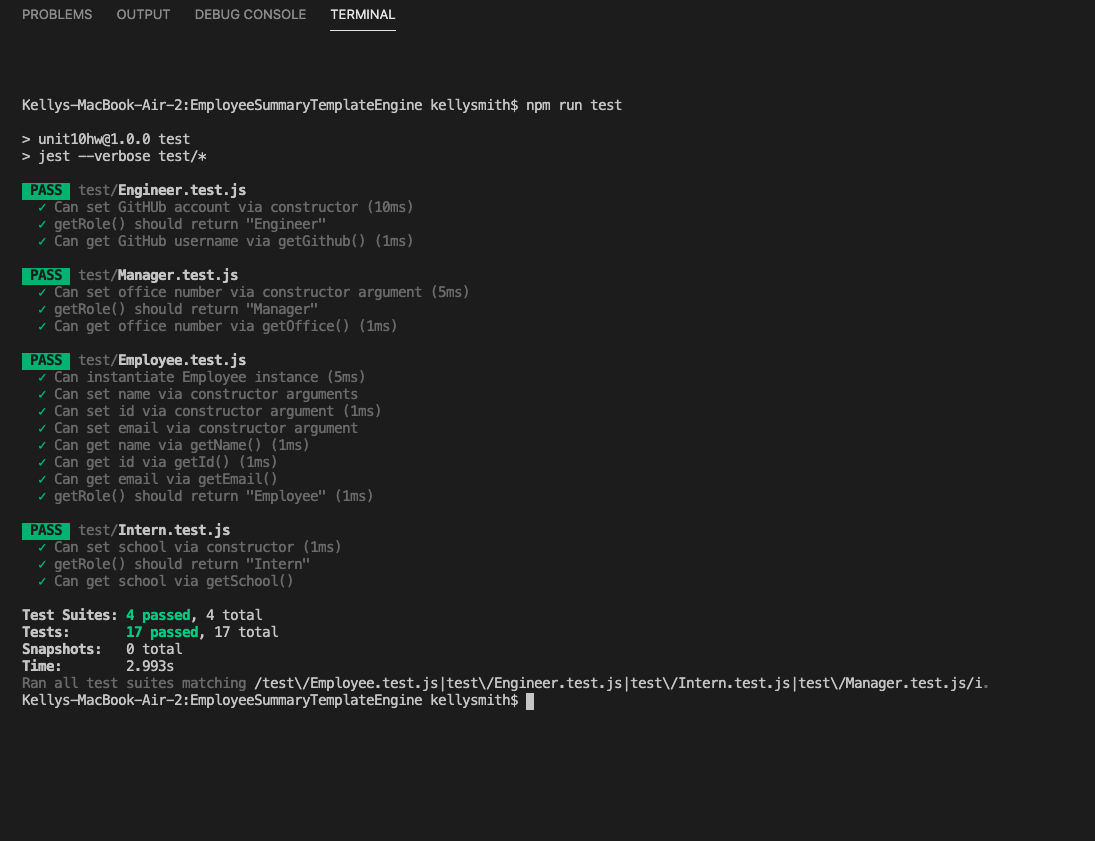 PROBLEMS OUTPUT DEBUG CONSOLE TERMINAL
Kellys-MacBook-Air-2:EmployeeSummaryTemplateEngine kellysmith$ npm run test
> unit10hw@1.0.0 test
> jest --verbose test/*
PASS test/Engineer.test.js
✓ Can set GitHUb account via constructor (10ms)
✓ getRole() should return "Engineer"
✓ Can get GitHub username via getGithub() (1ms)
PASS test/Manager.test.js
✓ Can set office number via constructor argument (5ms)
✓ getRole() should return "Manager"
✓ Can get office number via getOffice() (1ms)
PASS test/Employee.test.js
✓ Can instantiate Employee instance (5ms)
✓ Can set name via constructor arguments
✓ Can set id via constructor argument (1ms)
✓ Can set email via constructor argument
✓ Can get name via getName() (1ms)
✓ Can get id via getId() (1ms)
✓ Can get email via getEmail()
✓ getRole() should return "Employee" (1ms)
PASS test/Intern.test.js
✓ Can set school via constructor (1ms)
✓ getRole() should return "Intern"
✓ Can get school via getSchool()
Test Suites: 4 passed, 4 total
Tests: 17 passed, 17 total
Snapshots: 0 total
Time: 2.993s
Ran all test suites matching /test\/Employee.test.js|test\/Engineer.test.js|test\/Intern.test.js|test\/Manager.test.js/i.
Kellys-MacBook-Air-2:EmployeeSummaryTemplateEngine kellysmith$